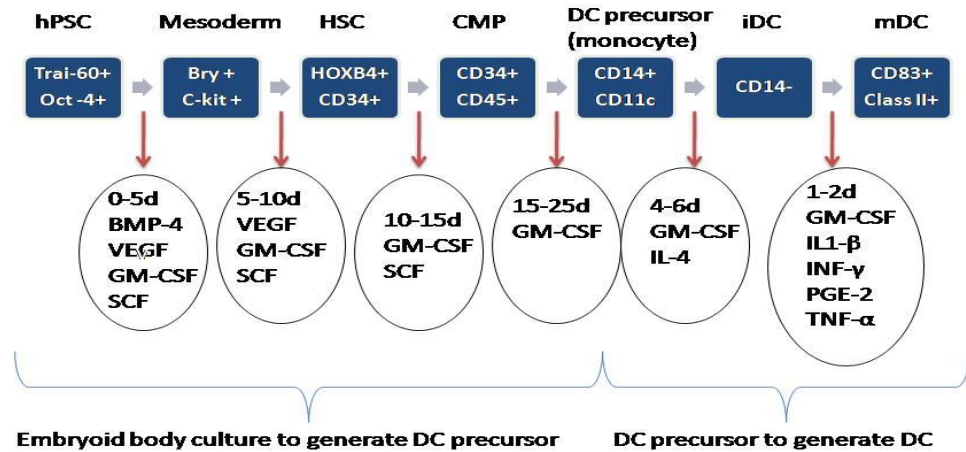 hPSC
Mesoderm
HSC
CMP
DC precursor
(monocyte)
iDC
mDC
Trai-60+
Oct -4+
Bry +
C-kit +
HOXB4+
CD34+
CD34+
CD45+
CD14+
CD11c
CD14-
CD83+
Class II+
0-5d
BMP-4
VEGF
GM-CSF
SCF
5-10d
VEGF
GM-CSF
SCF
10-15d
GM-CSF
SCF
15-25d
GM-CSF
4-6d
GM-CSF
IL-4
1-2d
GM-CSF
IL1-β
INF-γ
PGE-2
TNF-α
Embryoid body culture to generate DC precursor
DC precursor to generate DC